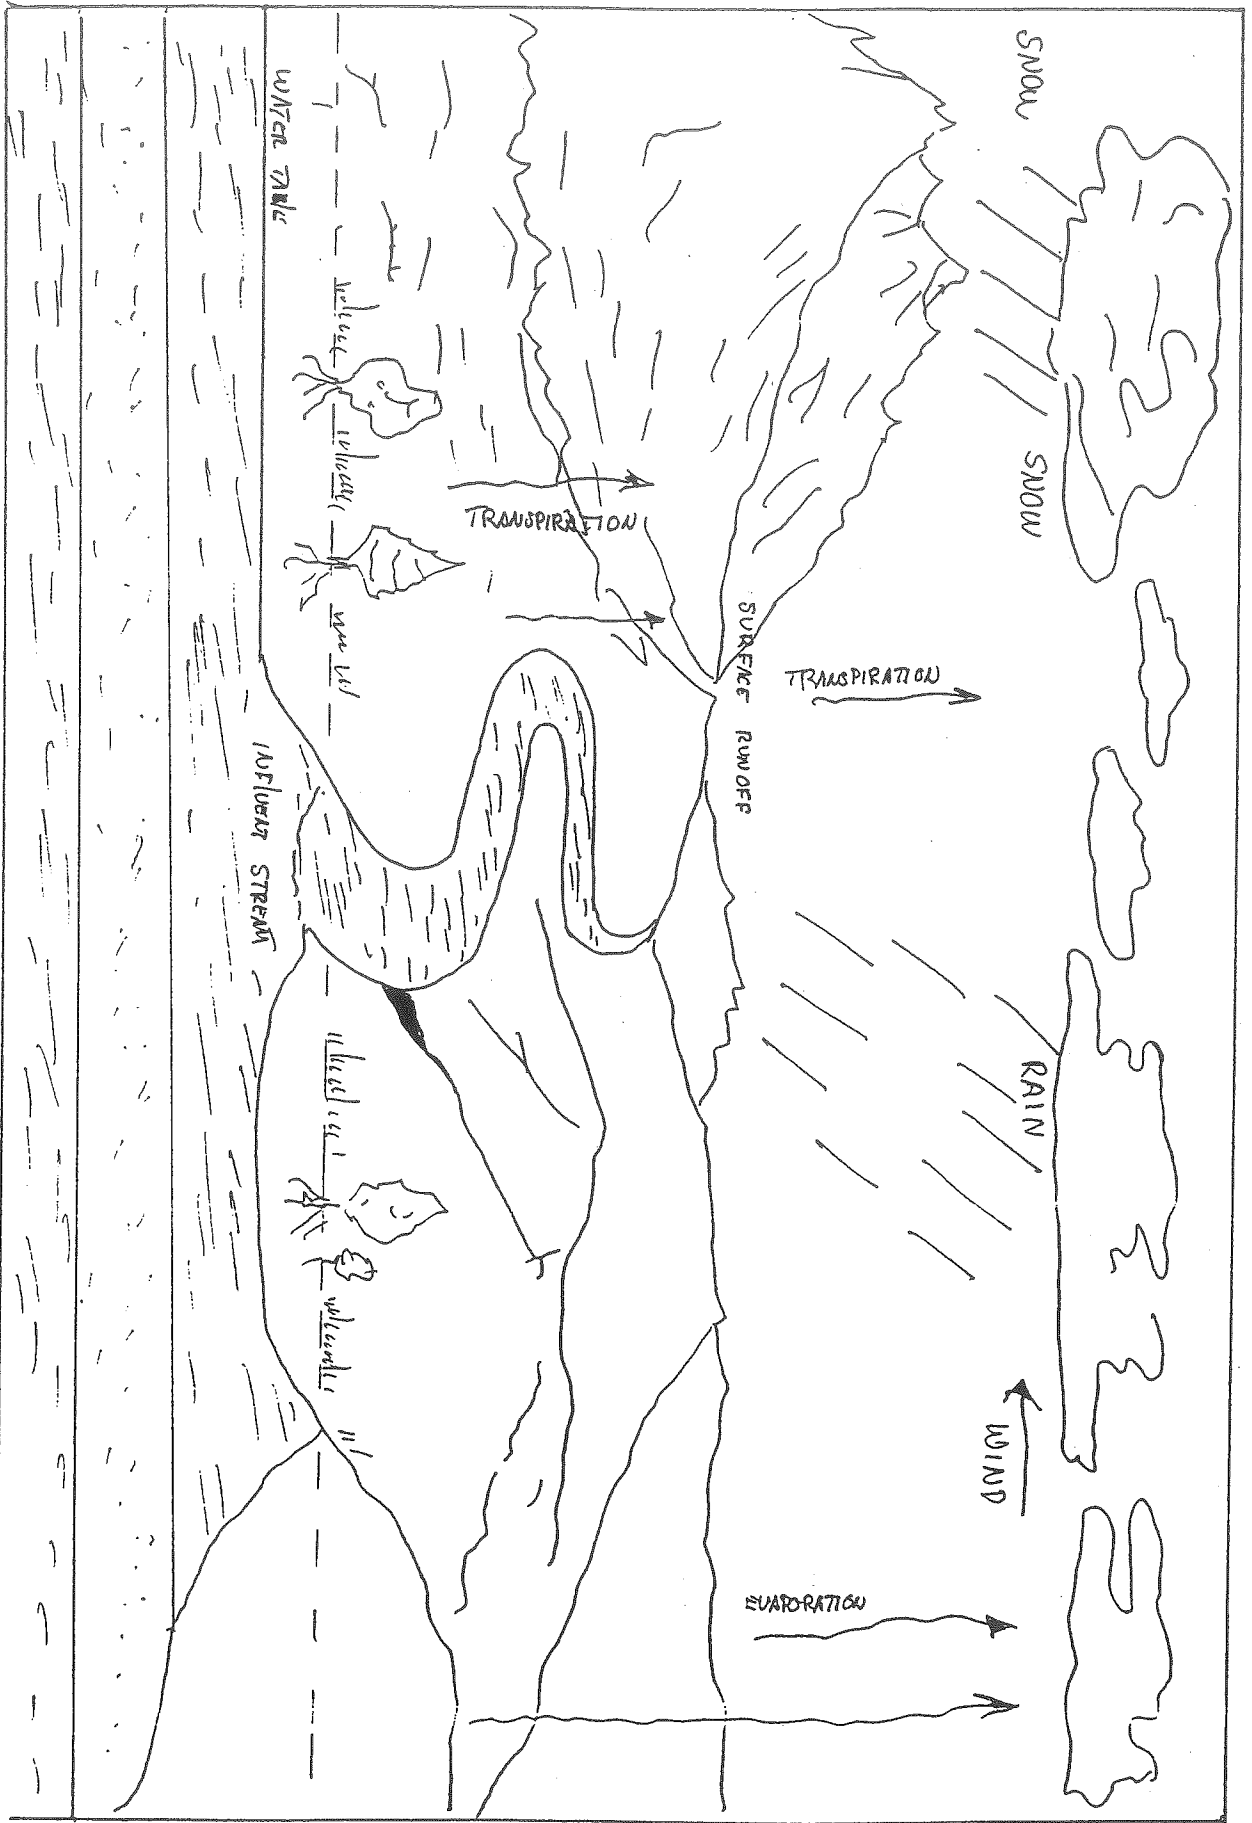 SNOW
SNOW
RAIN
WIND
TRANSPIRATION
EVAPORATION
SURFACE RUNOFF
TRANSPIRATION
WATER TABLE
INFLUENT STREAM